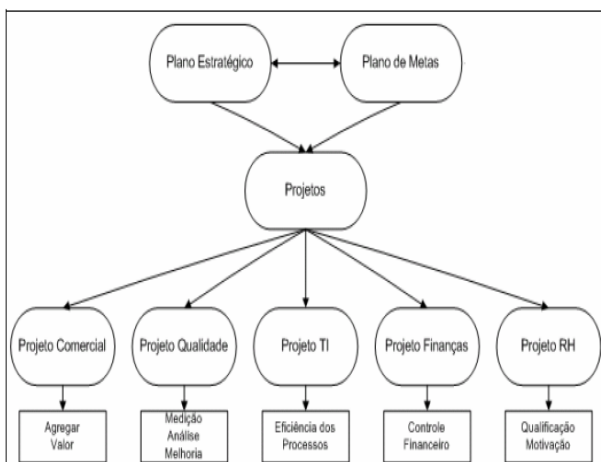 Plano Estratégico
Plano de Metas
Projetos
Projeto Comercial
Projeto Qualidade
Projeto TI
Projeto Finanças
Projeto RH
Agregar
Valor
Medição
Análise
Melhoria
Eficiência dos
Processos
Controle
Financeiro
Qualificação
Motivação